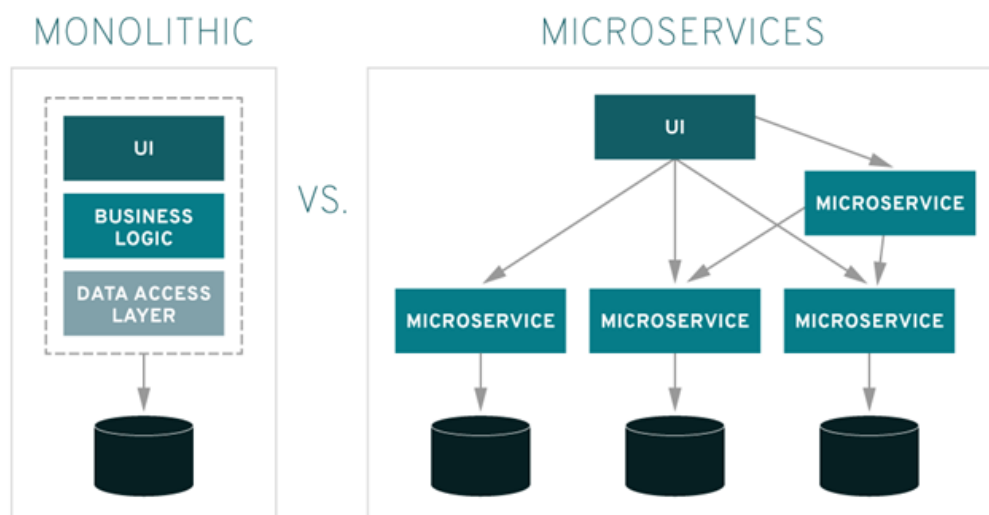 MONOLITHIC
MICROSERVICES
UI
BUSINESS
LOGIC
DATA ACCESS
LAYER
VS.
UI
MICROSERVICE
MICROSERVICE
MICROSERVICE
MICROSERVICE